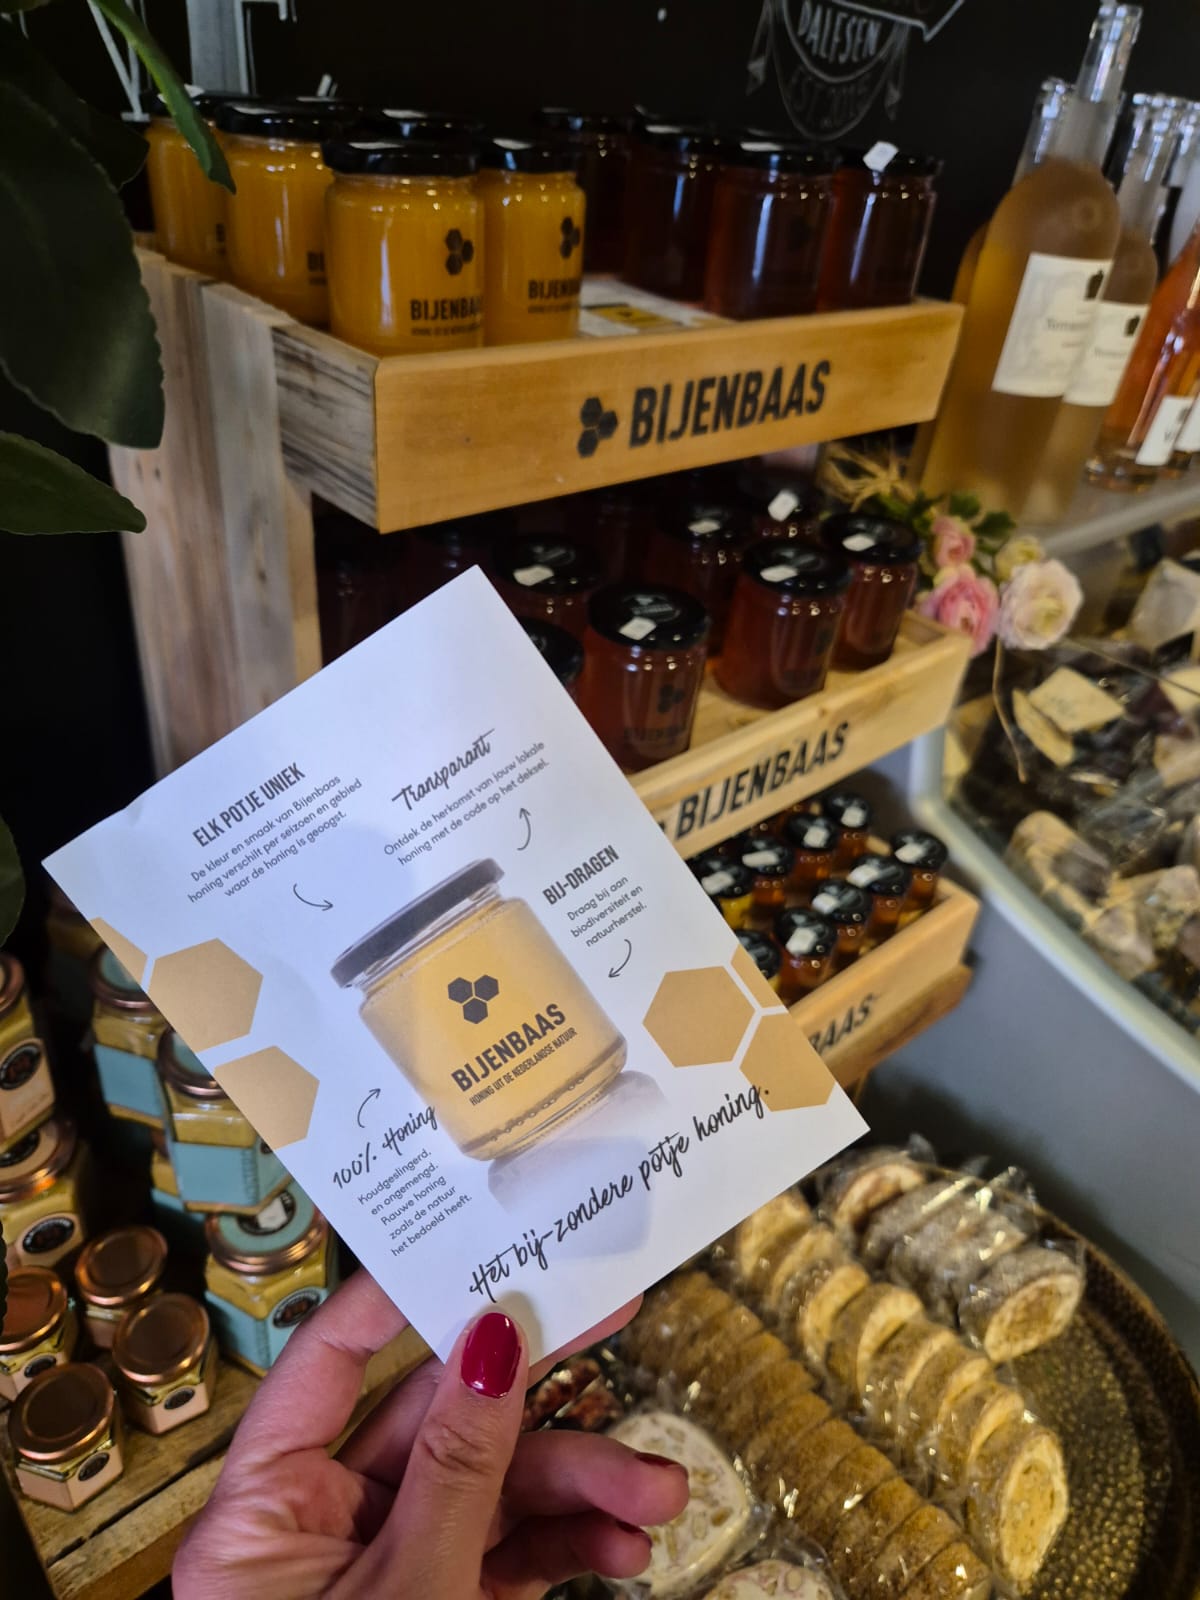 DALFSEN
EST. 2015
BIJENBAAS
BIJENBAAS
BIJENBAAS
BIJENBAAS
BAAS
ELK POTJE UNIEK
De kleur en smaak van Bijenbaas
honing verschilt per seizoen en gebied
waar de honing is geoogst.
Transparant
Ontdek de herkomst van jouw lokale
honing met de code op het deksel.
BIJ-DRAGEN
Draag bij aan
biodiversiteit en
natuurherstel.
BIJENBAAS
HONING UIT DE NEDERLANDSE NATUUR
100% Honing
Koudgeslingerd.
en ongemengd.
Rauwe honing
zoals de natuur
het bedoeld heeft.
Het bij-zondere potje honing.